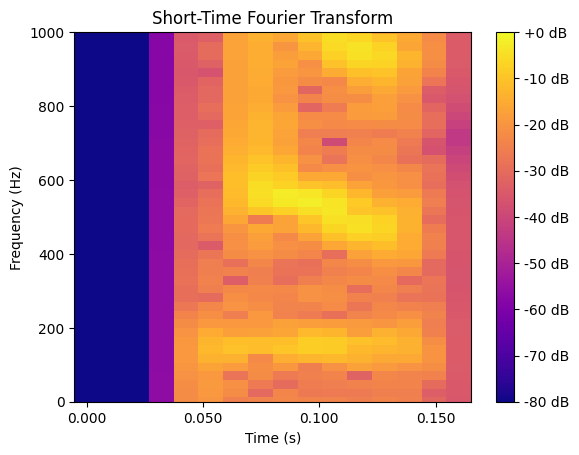 Short-Time Fourier Transform
1000
800
600
400
200
0
Frequency (Hz)
0.000
0.050
0.100
0.150
Time (s)
+0 dB
-10 dB
-20 dB
-30 dB
-40 dB
-50 dB
-60 dB
-70 dB
-80 dB